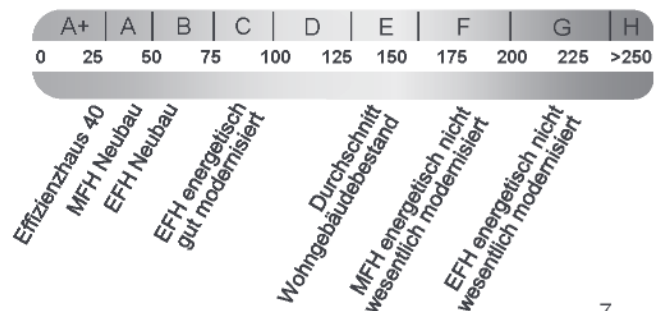 A+ | A | B | C | D | E | F | G | H
0 25 50 75 100 125 150 175 200 225 >250
Effizienzhaus 40
MFH Neubau
EFH Neubau
EFH energetisch
gut modernisiert
Durchschnitt
Wohngebäudebestand
MFH energetisch nicht
wesentlich modernisiert
EFH energetisch nicht
wesentlich modernisiert
7